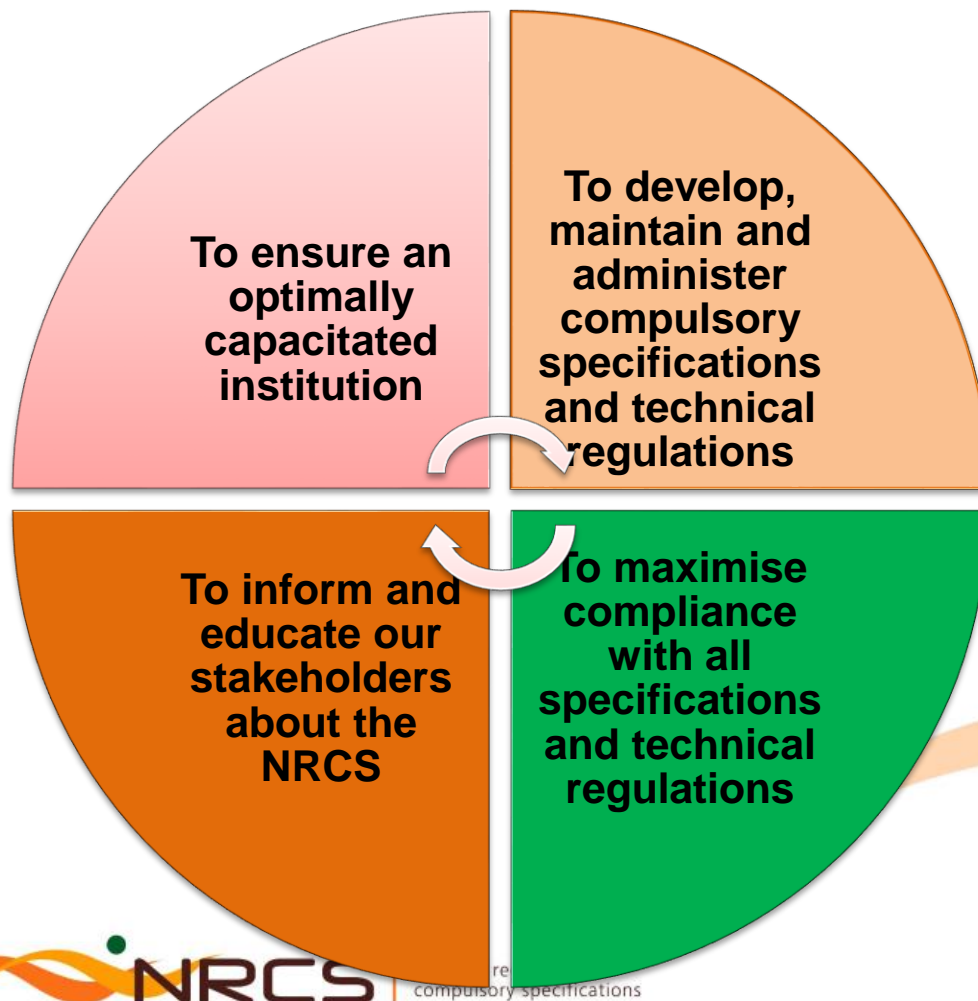 To ensure an
optimally
capacitated
institution
To develop,
maintain and
administer
compulsory
specifications
and technical
regulations
To inform and
educate our
stakeholders
about the
NRCS
To maximise
compliance
with all
specifications
and technical
regulations
NRCS
compulsory specifications